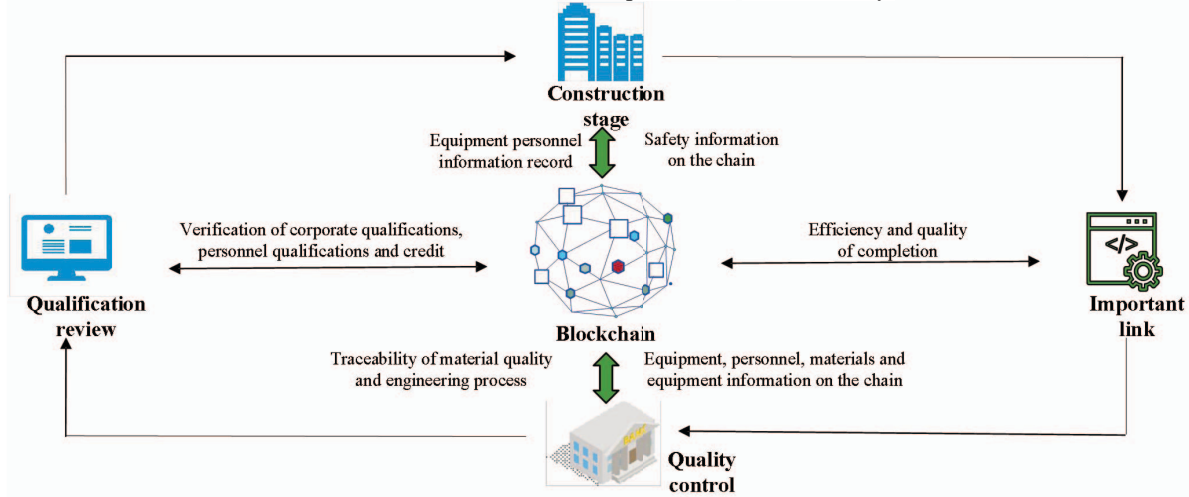 Construction
stage
Equipment personnel
information record
Safety information
on the chain
Verification of corporate qualifications,
personnel qualifications and credit
Efficiency and quality
of completion
</>
Qualification
review
Blockchain
Important
link
Traceability of material quality
and engineering process
Equipment, personnel, materials and
equipment information on the chain
Quality
control